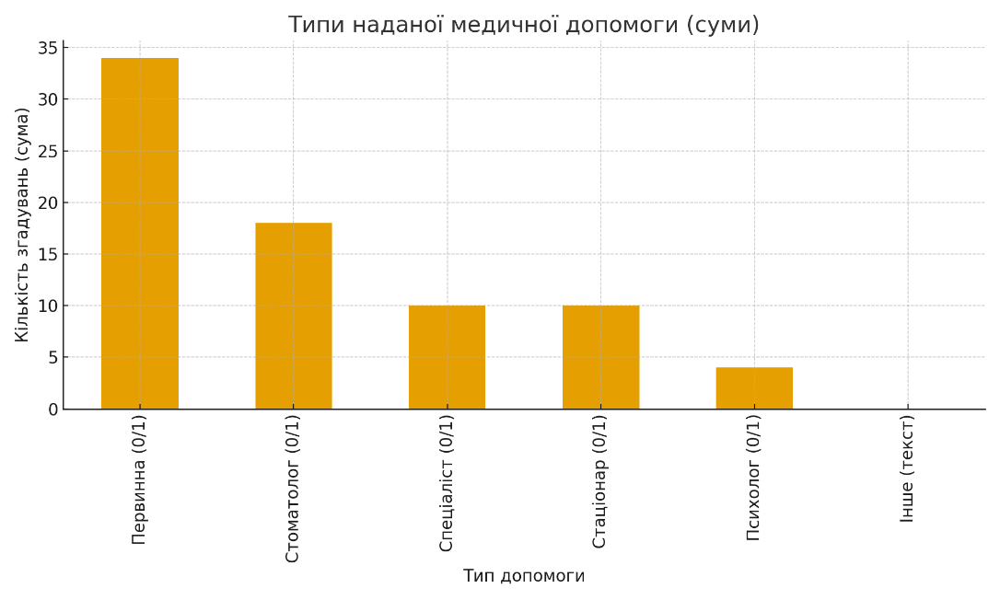 Типи наданої медичної допомоги (суми)
Кількість згадувань (сума)
35
30
25
20
15
10
5
0
Первинна (0/1)
Стоматолог (0/1)
Спеціаліст (0/1)
Стаціонар (0/1)
Психолог (0/1)
Інше (текст)
Тип допомоги